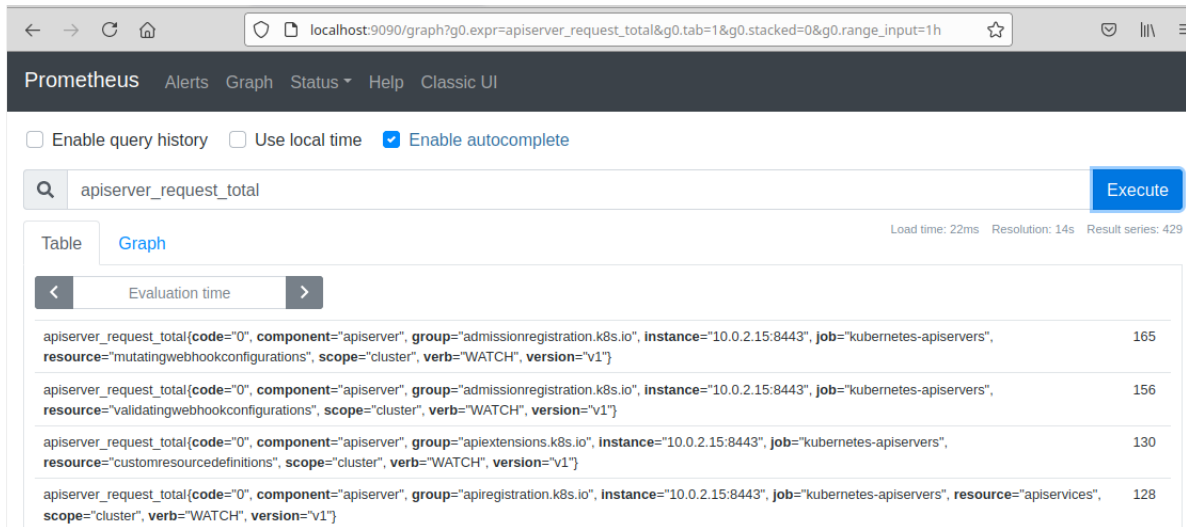 localhost:9090/graph?g0.expr=apiserver_request_total&g0.tab=1&g0.stacked=0&g0.range_input=1h
Prometheus Alerts Graph Status Help Classic UI
Enable query history Use local time Enable autocomplete
apiserver_request_total Execute
Load time: 22ms Resolution: 14s Result series: 429
Table Graph
Evaluation time
apiserver_request_total{code="0", component="apiserver", group="admissionregistration.k8s.io", instance="10.0.2.15:8443", job="kubernetes-apiservers", 165
resource="mutatingwebhookconfigurations", scope="cluster", verb="WATCH", version="v1"}
apiserver_request_total{code="0", component="apiserver", group="admissionregistration.k8s.io", instance="10.0.2.15:8443", job="kubernetes-apiservers", 156
resource="validatingwebhookconfigurations", scope="cluster", verb="WATCH", version="v1"}
apiserver_request_total{code="0", component="apiserver", group="apiextensions.k8s.io", instance="10.0.2.15:8443", job="kubernetes-apiservers", 130
resource="customresourcedefinitions", scope="cluster", verb="WATCH", version="v1"}
apiserver_request_total{code="0", component="apiserver", group="apiregistration.k8s.io", instance="10.0.2.15:8443", job="kubernetes-apiservers", resource="apiservices", 128
scope="cluster", verb="WATCH", version="v1"}